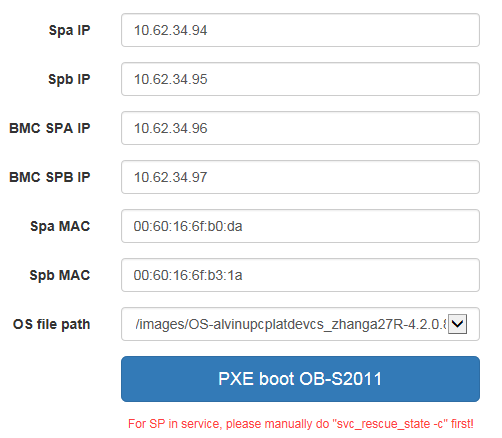 Spa IP 10.62.34.94
Spb IP 10.62.34.95
BMC SPA IP 10.62.34.96
BMC SPB IP 10.62.34.97
Spa MAC 00:60:16:6f:b0:da
Spb MAC 00:60:16:6f:b3:1a
OS file path /images/OS-alvinupcplatdevcs_zhanga27R-4.2.0.
PXE boot OB-S2011
For SP in service, please manually do "svc_rescue_state -c" first!